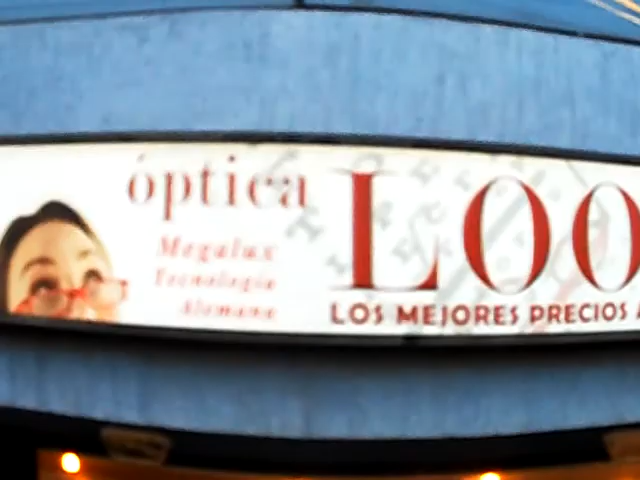 óptica
LOO
Megalux
Tecnología
Alemana
LOS MEJORES PRECIOS